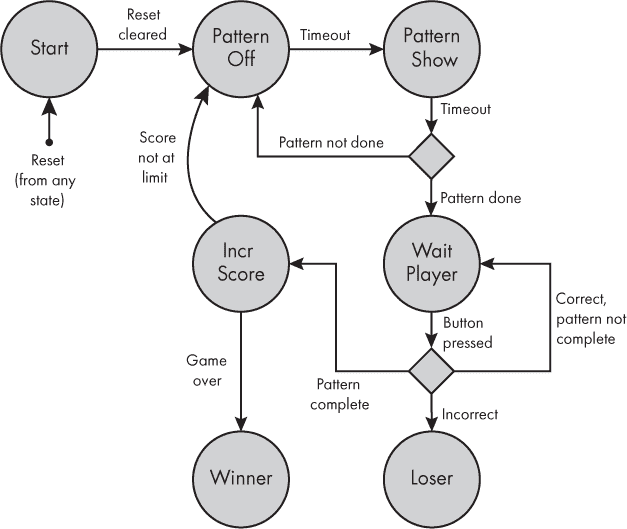 Start
Reset
cleared
Pattern
Off
Timeout
Pattern
Show
Reset
(from any
state)
Score
not at
limit
Pattern not done
Timeout
Pattern done
Incr
Score
Wait
Player
Button
pressed
Correct,
pattern not
complete
Game
over
Pattern
complete
Incorrect
Winner
Loser